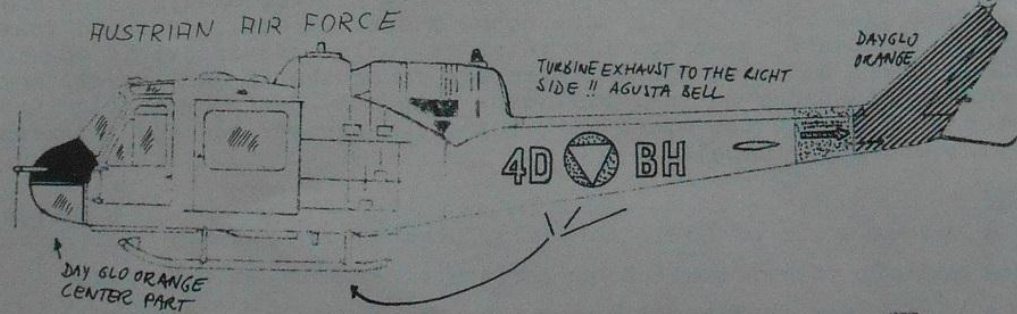 AUSTRIAN AIR FORCE
TURBINE EXHAUST TO THE RIGHT
SIDE !! AGUSTA BELL
DAYGLO
ORANGE
4D BH
DAY GLO ORANGE
CENTER PART